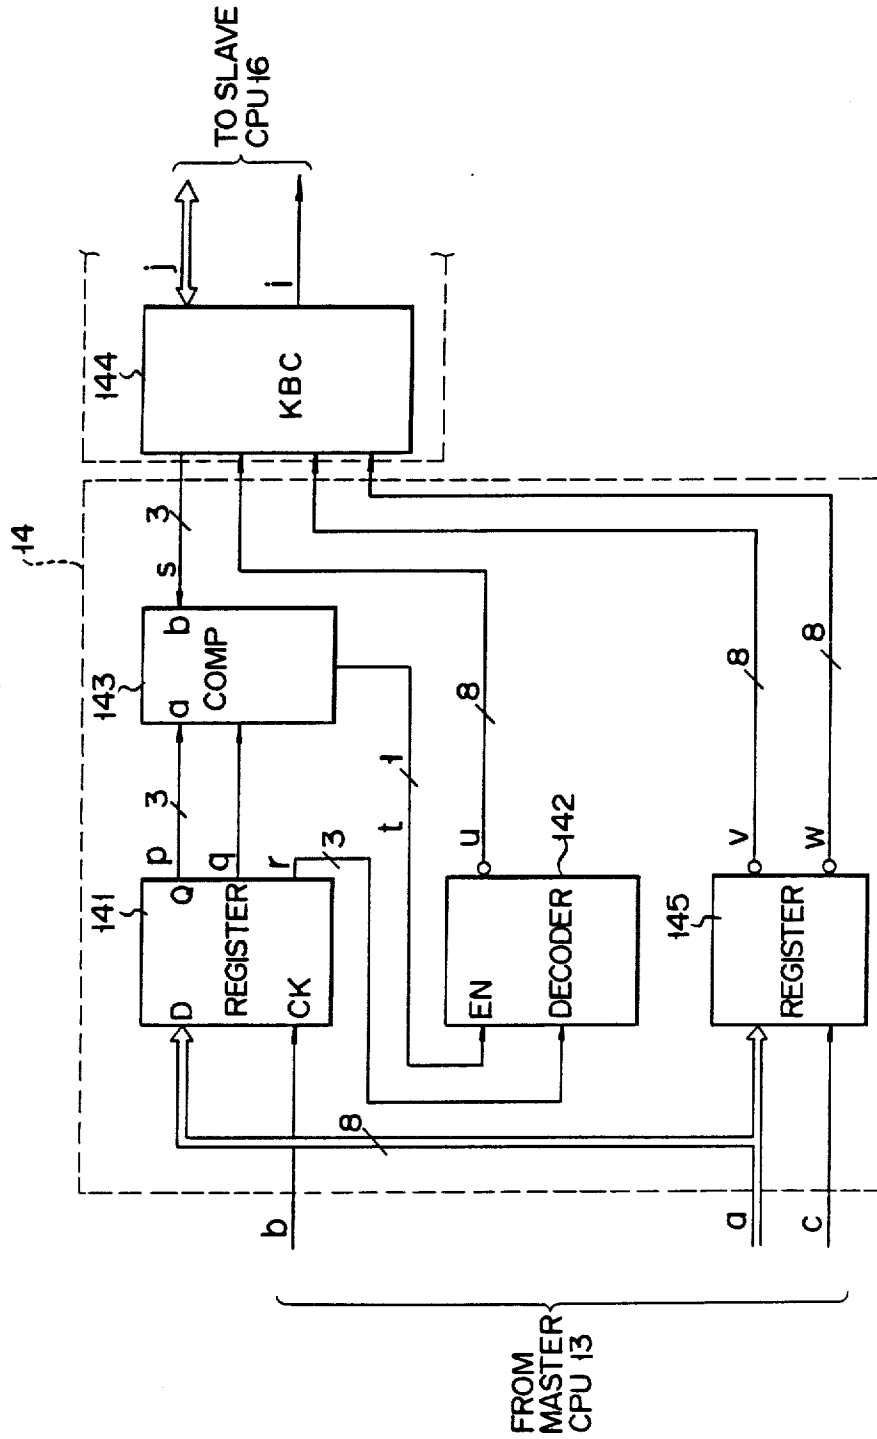 14
144
KBC
j
i
TO SLAVE
CPU 16
143
a
b
COMP
s
3
141
D
Q
REGISTER
CK
p
3
q
r
3
t
1
EN
DECODER
142
u
8
145
REGISTER
v
8
w
8
8
b
a
c
FROM
MASTER
CPU 13